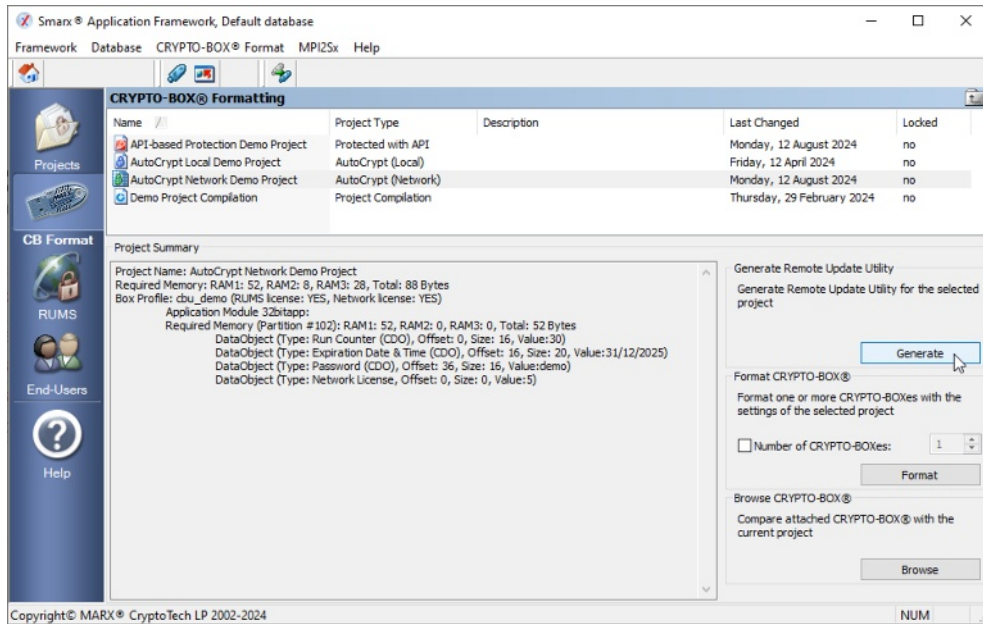 Smarx ® Application Framework, Default database
Framework Database CRYPTO-BOX® Format MPI2Sx Help
CRYPTO-BOX® Formatting
Name Project Type Description Last Changed Locked
API-based Protection Demo Project Protected with API Monday, 12 August 2024 no
AutoCrypt Local Demo Project AutoCrypt (Local) Friday, 12 April 2024 no
AutoCrypt Network Demo Project AutoCrypt (Network) Monday, 12 August 2024 no
Demo Project Compilation Project Compilation Thursday, 29 February 2024 no
Projects
CB Format
RUMS
End-Users
Help
Project Summary
Project Name: AutoCrypt Network Demo Project
Required Memory: RAM1: 52, RAM2: 8, RAM3: 28, Total: 88 Bytes
Box Profile: cbu_demo (RUMS license: YES, Network license: YES)
Application Module 32bitapp:
Required Memory (Partition #102): RAM1: 52, RAM2: 0, RAM3: 0, Total: 52 Bytes
DataObject (Type: Run Counter (CDO), Offset: 0, Size: 16, Value:30)
DataObject (Type: Expiration Date & Time (CDO), Offset: 16, Size: 20, Value:31/12/2025)
DataObject (Type: Password (CDO), Offset: 36, Size: 16, Value:demo)
DataObject (Type: Network License, Offset: 0, Size: 0, Value:5)
Generate Remote Update Utility
Generate Remote Update Utility for the selected
project
Generate
Format CRYPTO-BOX®
Format one or more CRYPTO-BOXes with the
settings of the selected project
Number of CRYPTO-BOXes: 1
Format
Browse CRYPTO-BOX®
Compare attached CRYPTO-BOX® with the
current project
Browse
Copyright© MARX® CryptoTech LP 2002-2024 NUM